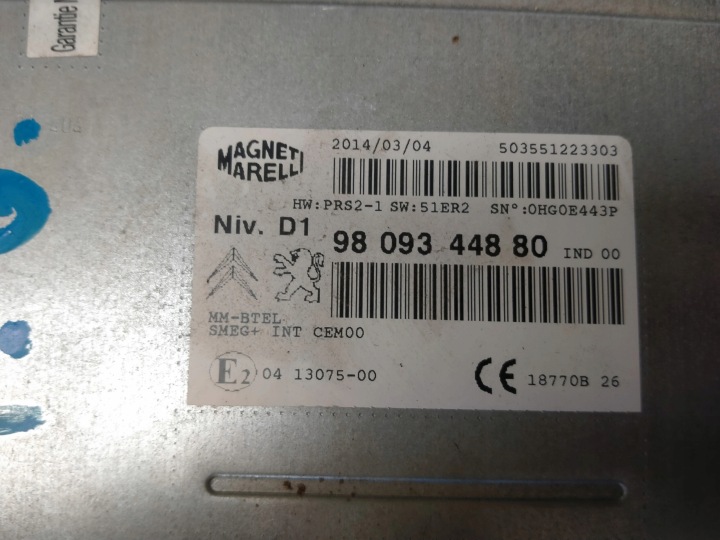 Garantie
MAGNETI
MARELLI
2014/03/04 503551223303
HW:PRS2-1 SW:51ER2 SN°:0HG0E443P
Niv. D1
98 093 448 80 IND 00
MM-BTEL
SMEG+ INT CEM00
E2 04 13075-00
CE 18770B 26